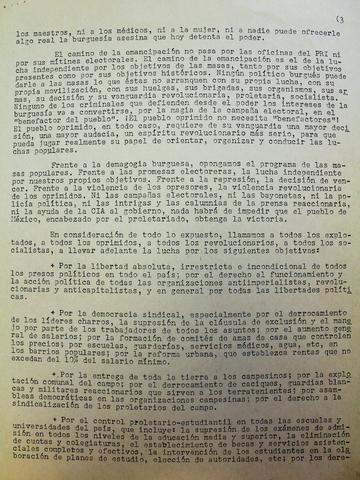 63
los maestros, ni a los médicos, ni a la mujer, ni a nadie puede ofrecerle
algo real la burguesía asesina que hoy detenta el poder.
El camino de la emancipación no pasa por las oficinas del PRI ni
por sus mítines electorales. El camino de la emancipación es el de la lu-
cha independiente por los objetivos de las masas, tanto por sus objetivos
presentes como por sus objetivos históricos. Ningún político burgués puede
darle a las masas lo que éstas no arranquen con su propia lucha, con su
propia movilización, con sus huelgas, sus brigadas, sus organismos, sus ar
mas, su decisión y su vanguardia revolucionaria, proletaria, socialista.
Ninguno de los criminales que defienden desde el poder los intereses de la
burguesía va a convertirse, por la magia de la campaña electoral, en el
"benefactor del pueblo". ¡El pueblo oprimido no necesita "benefactores"!
El pueblo oprimido, en todo caso, requiere de su vanguardia una mayor deci
sión, una mayor audacia, un espíritu revolucionario más serio, para que
pueda jugar realmente su papel de orientar, organizar y conducir las lu-
chas populares.
Frente a la demagogia burguesa, opongamos el programa de las ma-
sas populares. Frente a las promesas electoreras, la lucha independiente
por nuestros propios objetivos. Frente a la represión, la decisión de ven-
cer. Frente a la violencia de los opresores, la violencia revolucionaria
de los oprimidos. Ni las campañas electorales, ni las bayonetas, ni la po-
licía política, ni las intrigas y las calumnias de la prensa reaccionaria,
ni la ayuda de la CIA al gobierno, nada habrá de impedir que el pueblo de
México, encabezado por el proletariado, obtenga la victoria.
En consideración de todo lo expuesto, llamamos a todos los explo-
tados, a todos los oprimidos, a todos los revolucionarios, a todos los so-
cialistas, a llevar adelante la lucha por los siguientes objetivos:
+ Por la libertad absoluta, irrestricta e incondicional de todos
los presos políticos en todo el país; por el derecho al funcionamiento y
la acción política de todas las organizaciones antiimperialistas, revolu-
cionarias y anticapitalistas, y en general por todas las libertades políti
cas.
+ Por la democracia sindical, especialmente por el derrocamiento
de los líderes charros, la supresión de la cláusula de exclusión y el mane
jo por parte de los trabajadores de todos los asuntos; por el aumento gene
ral de salarios; por la formación de comités de amas de casa que controlen
los precios; por escuelas, guarderías, servicios médicos, agua, etc, en
los barrios populares; por la reforma urbana, que establezca rentas que no
excedan del 10% del salario mínimo.
+ Por la entrega de toda la tierra a los campesinos; por la explo
tación comunal del campo; por el derrocamiento de caciques, guardias blan-
cas y militares reaccionarios que sirven a los terratenientes; por asam-
bleas democráticas en las organizaciones campesinas; por el derecho a la
sindicalización de los proletarios del campo.
+ Por el control proletario-estudiantil en todas las escuelas y
universidades del país, que incluye: la supresión de los exámenes de admi-
sión en todos los niveles de la educación media y superior, la eliminación
de cuotas y colegiaturas, el establecimiento de becas y servicios asisten-
ciales completos y efectivos, la intervención de los estudiantes en la ela
boración de planes de estudio, elección de autoridades, etc; por los dere-